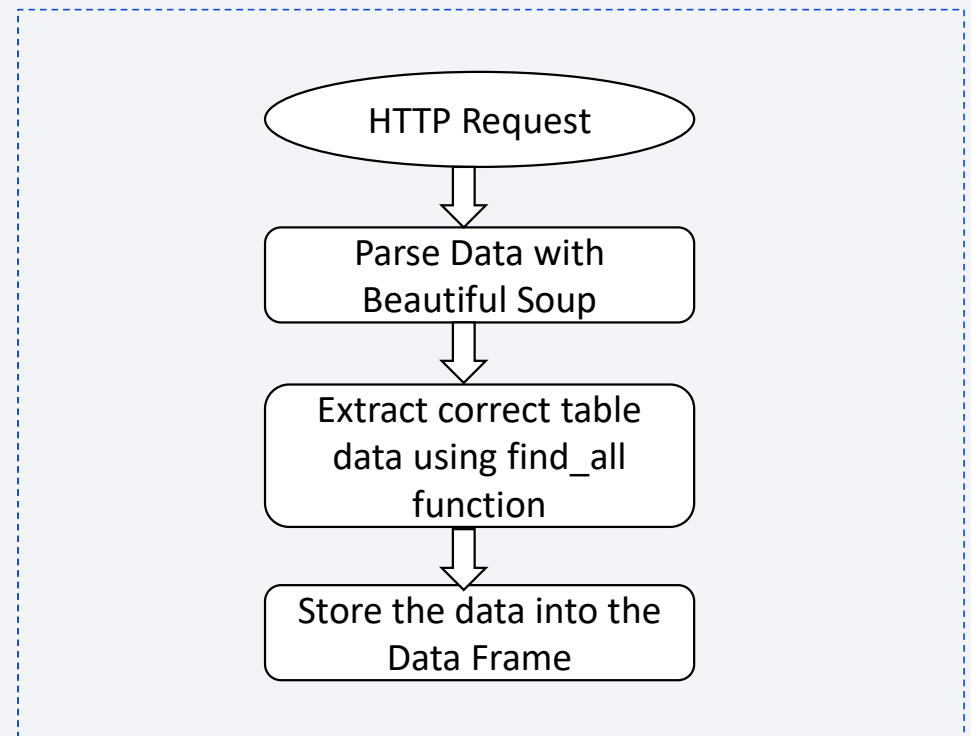 HTTP Request
Parse Data with
Beautiful Soup
Extract correct table
data using find_all
function
Store the data into the
Data Frame